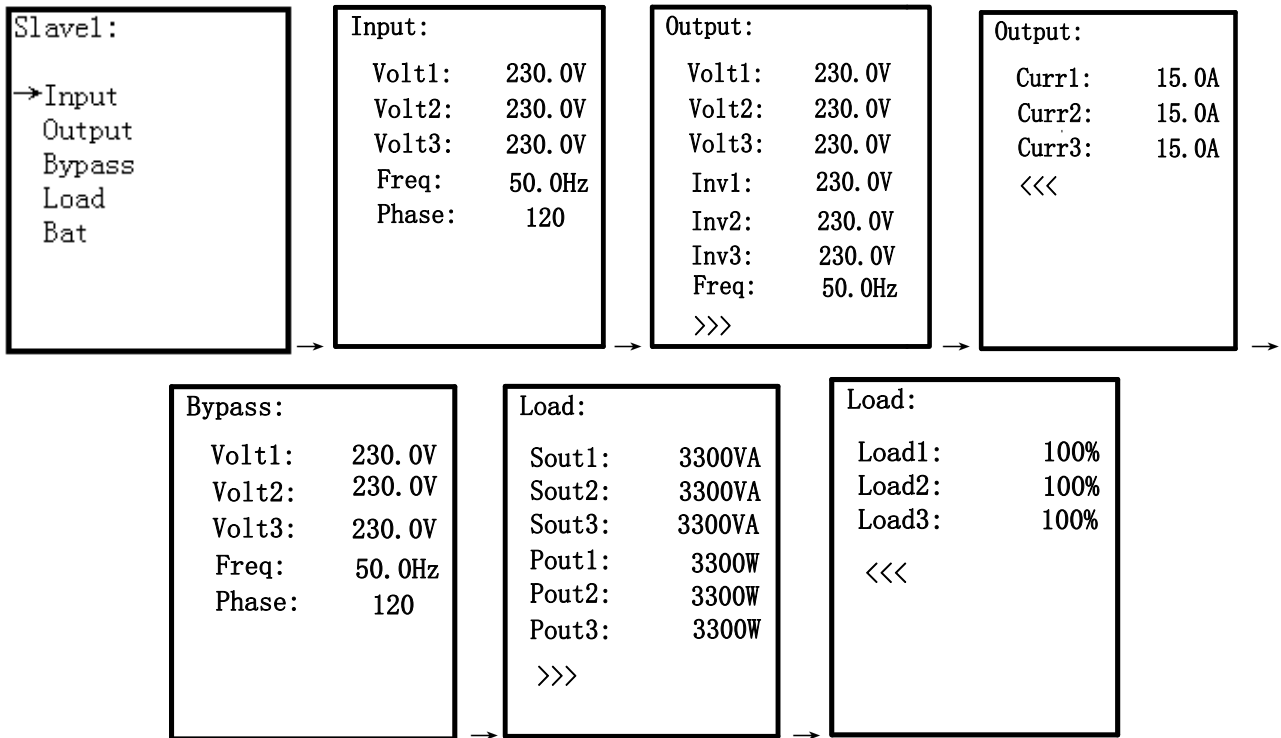 Slave1:
→Input
Output
Bypass
Load
Bat
Input:
Volt1: 230.0V
Volt2: 230.0V
Volt3: 230.0V
Freq: 50.0Hz
Phase: 120
Output:
Volt1: 230.0V
Volt2: 230.0V
Volt3: 230.0V
Inv1: 230.0V
Inv2: 230.0V
Inv3: 230.0V
Freq: 50.0Hz
>>>
Output:
Curr1: 15.0A
Curr2: 15.0A
Curr3: 15.0A
<<<
Bypass:
Volt1: 230.0V
Volt2: 230.0V
Volt3: 230.0V
Freq: 50.0Hz
Phase: 120
Load:
Sout1: 3300VA
Sout2: 3300VA
Sout3: 3300VA
Pout1: 3300W
Pout2: 3300W
Pout3: 3300W
>>>
Load:
Load1: 100%
Load2: 100%
Load3: 100%
<<<